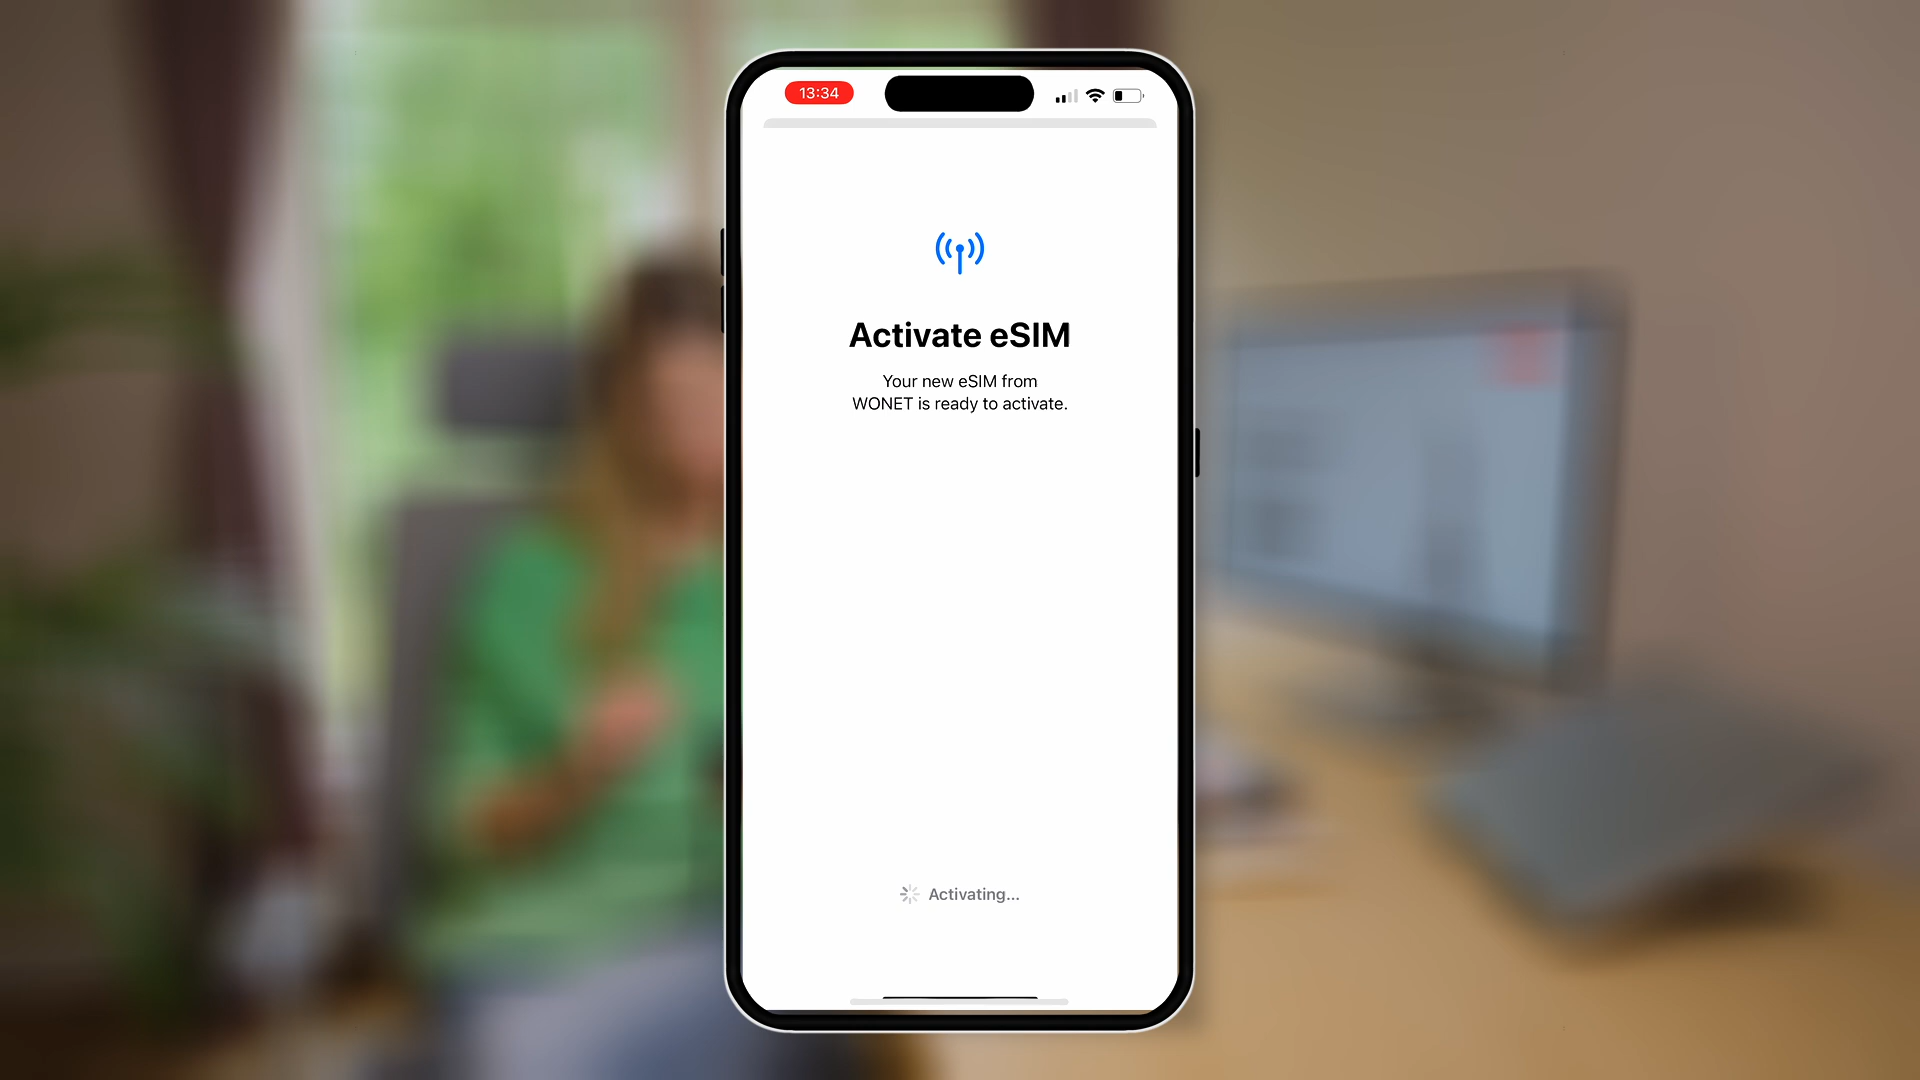 13:34
Activate eSIM
Your new eSIM from
WONET is ready to activate.
Activating...